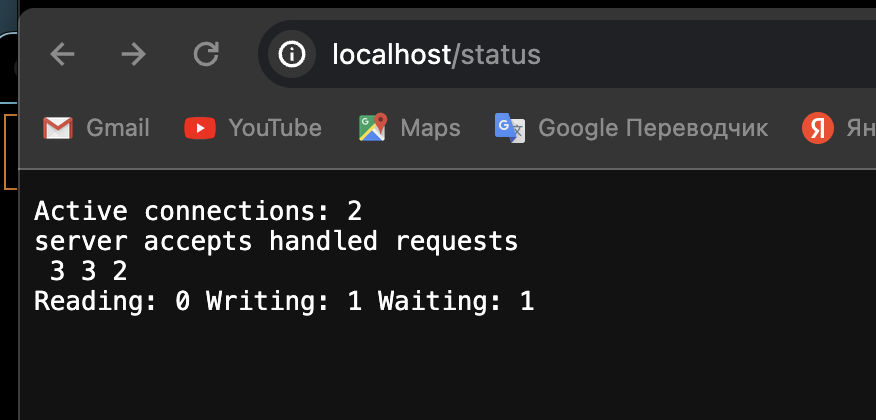 localhost/status
Gmail YouTube Maps Google Переводчик Ян
Active connections: 2
server accepts handled requests
3 3 2
Reading: 0 Writing: 1 Waiting: 1